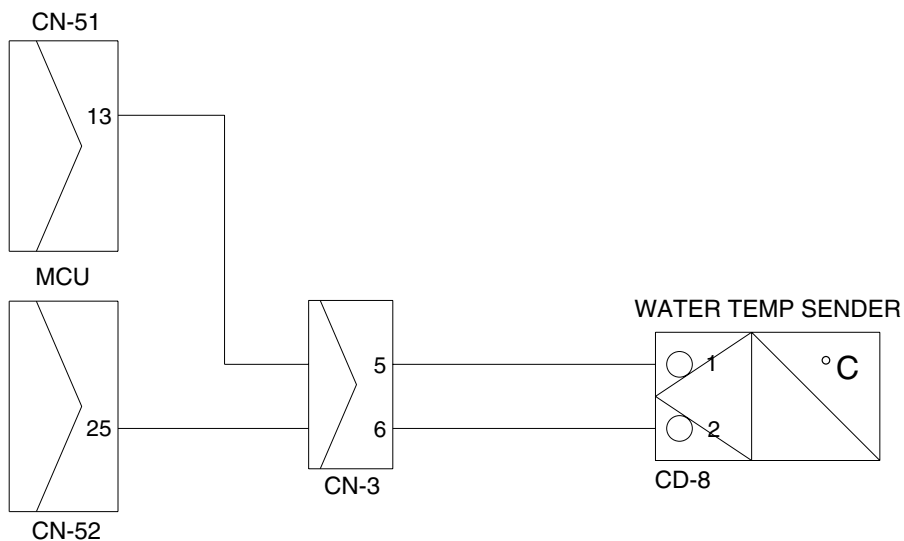 CN-51
13
MCU
25
CN-52
5
6
CN-3
WATER TEMP SENDER
1
°C
2
CD-8